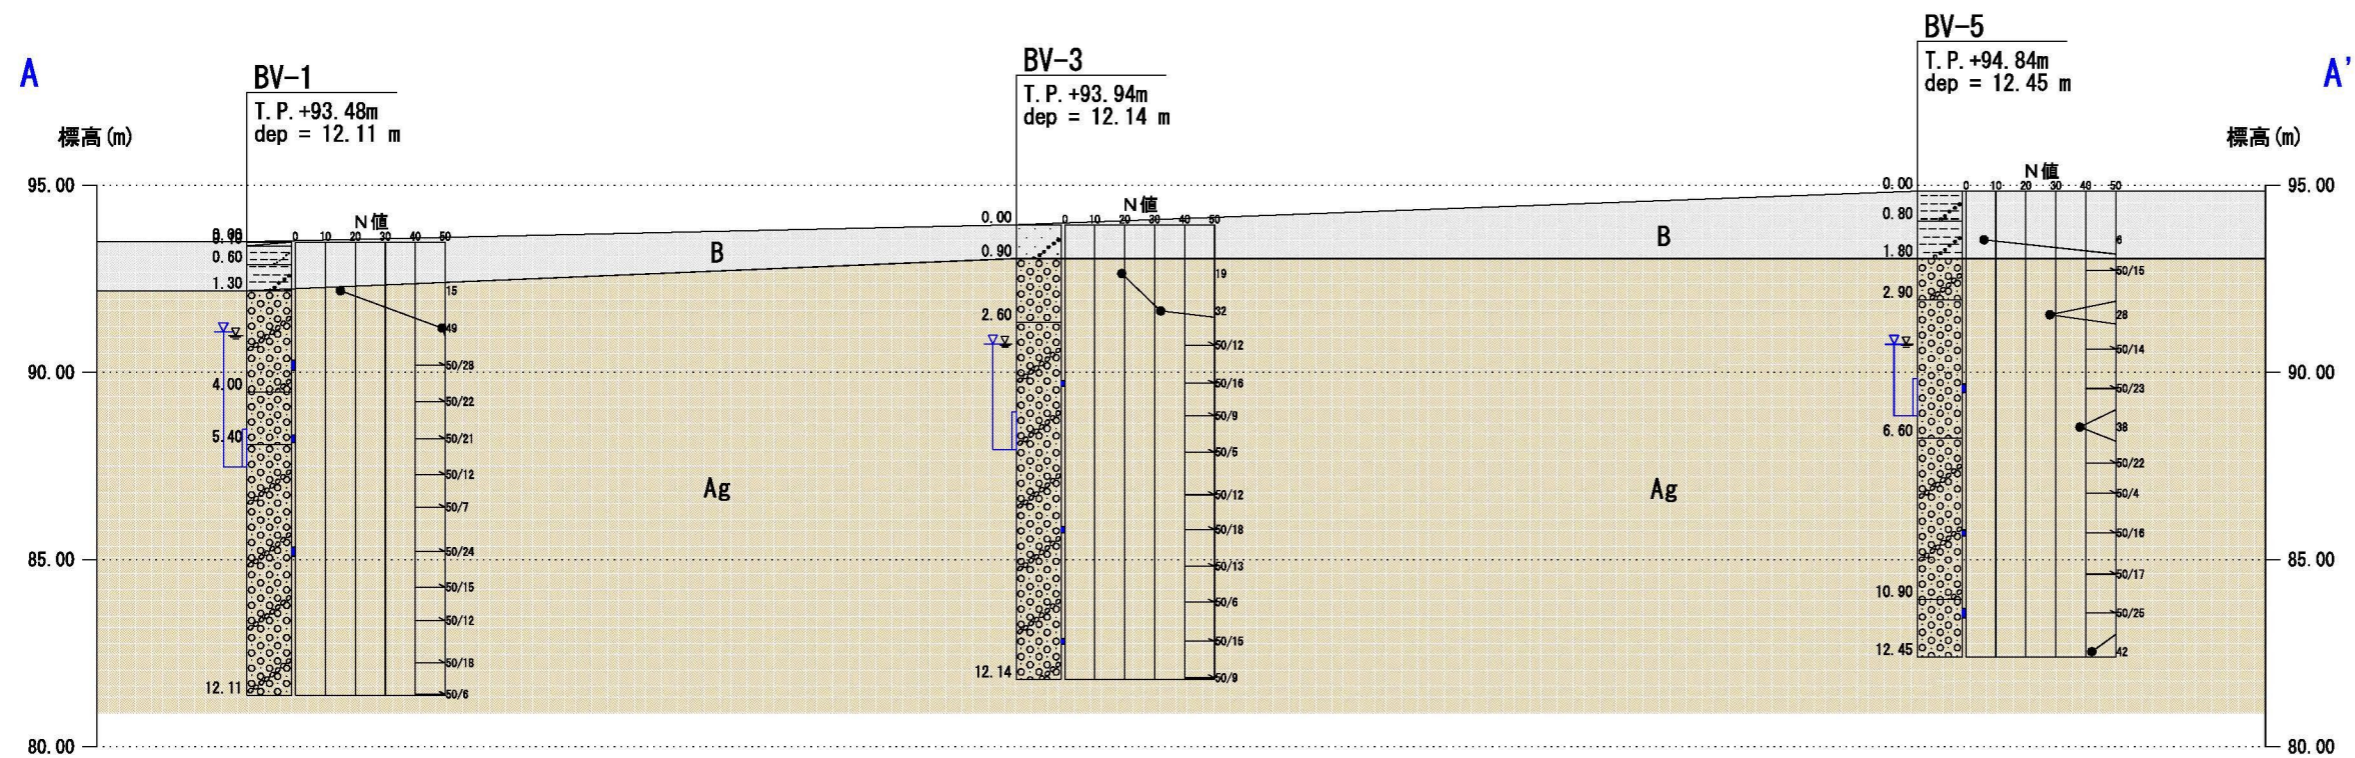 A
BV-1
T.P.+93.48m
dep = 12.11 m
BV-3
T.P.+93.94m
dep = 12.14 m
BV-5
T.P.+94.84m
dep = 12.45 m
A'
標高(m)
標高(m)
95.00
90.00
85.00
80.00
95.00
90.00
85.00
80.00
0.60
1.30
4.00
5.40
12.11
N値
0 10 20 30 40 50
15
49
50/28
50/22
50/21
50/12
50/7
50/24
50/15
50/12
50/18
50/6
B
Ag
0.00
0.90
2.60
12.14
N値
0 10 20 30 40 50
19
32
50/12
50/16
50/9
50/5
50/12
50/18
50/13
50/6
50/15
50/9
B
Ag
0.00
0.80
1.80
2.90
6.60
10.90
12.45
N値
0 10 20 30 40 50
6
50/15
28
50/14
50/23
38
50/22
50/4
50/16
50/17
50/25
42